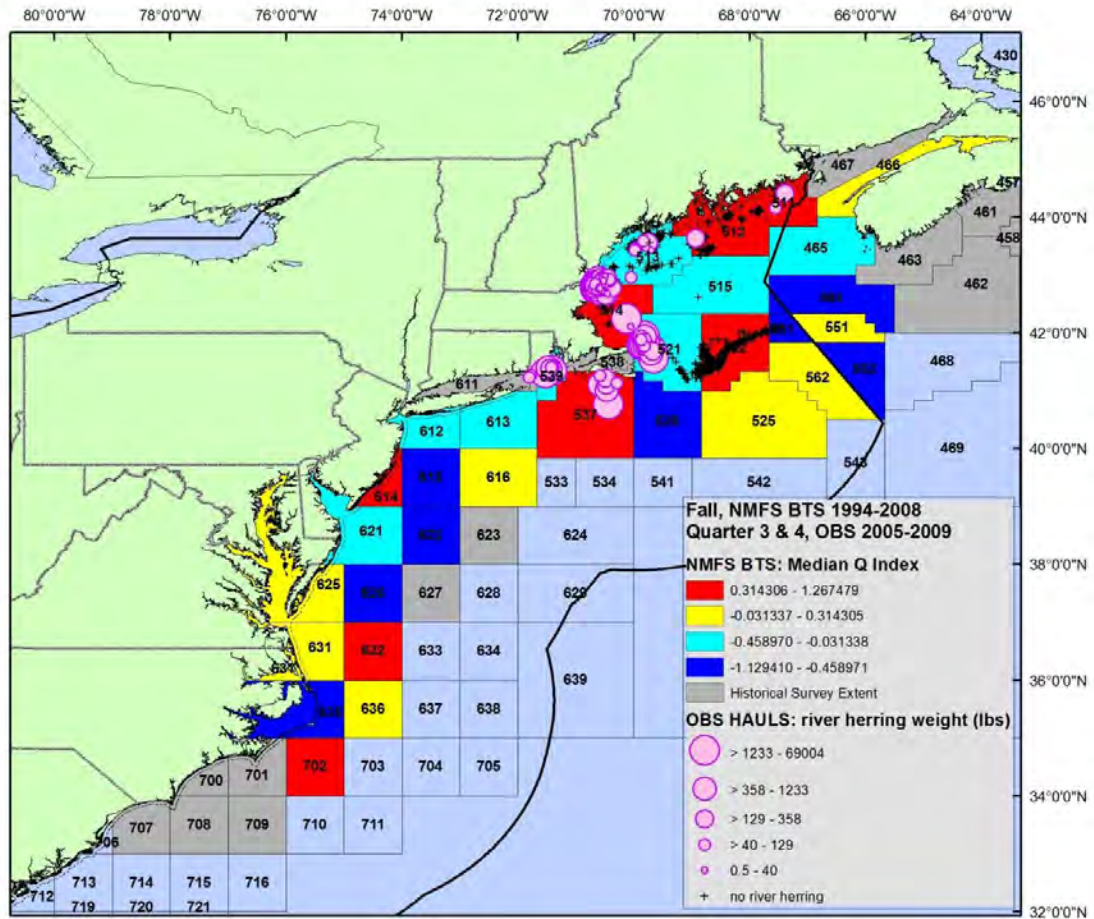 80°0'0"W 78°0'0"W 76°0'0"W 74°0'0"W 72°0'0"W 70°0'0"W 68°0'0"W 66°0'0"W 64°0'0"W
430
46°0'0"N
467 466
457
511 461
44°0'0"N
512 458
513 465 463
462
515
514 551
42°0'0"N
521
538 468
539 562
611
537 525
612 613
40°0'0"N
616 469
533 534 541 542 543
614
621 623 624
38°0'0"N
625 627 628
631 632 633 634
631
639
36°0'0"N
636 637 638
702 703 704 705
700 701
34°0'0"N
707 708 709 710 711
713 714 715 716
712
719 720 721
32°0'0"N
Fall, NMFS BTS 1994-2008
Quarter 3 & 4, OBS 2005-2009
NMFS BTS: Median Q Index
0.314306 - 1.267479
-0.031337 - 0.314305
-0.458970 - -0.031338
-1.129410 - -0.458971
Historical Survey Extent
OBS HAULS: river herring weight (lbs)
> 1233 - 69004
> 358 - 1233
> 129 - 358
> 40 - 129
0.5 - 40
no river herring